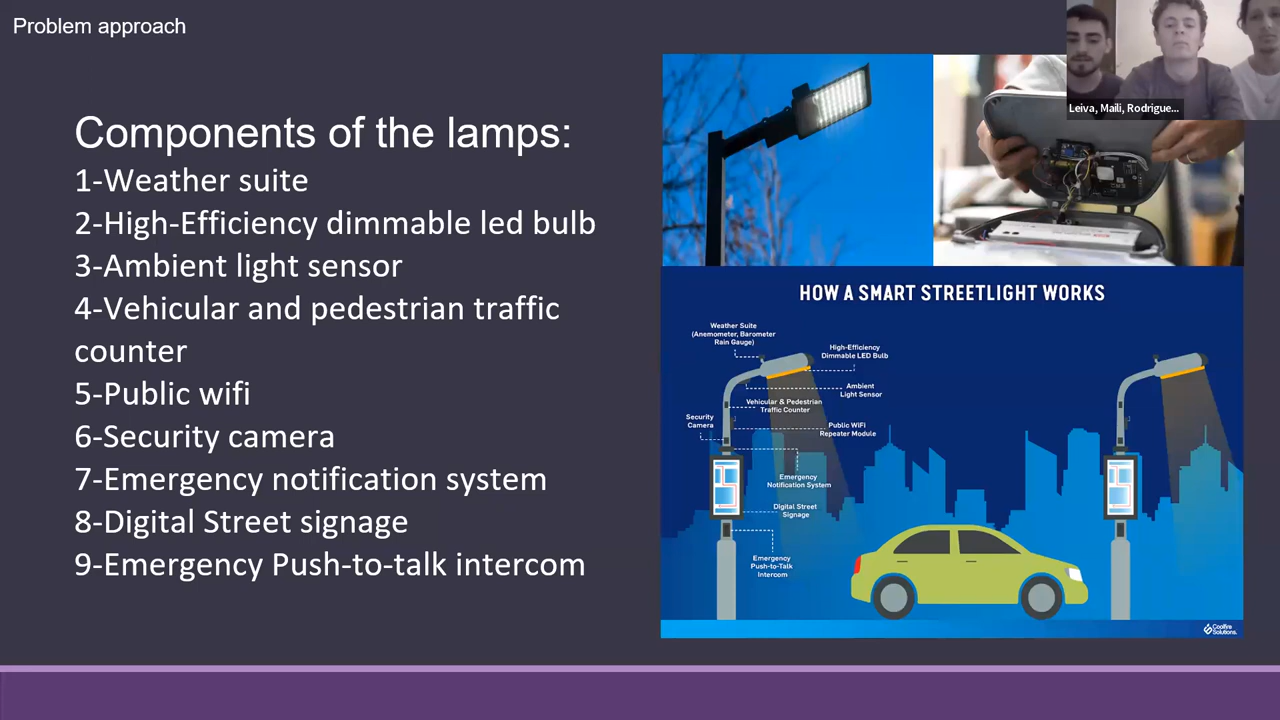 Problem approach
Leiva, Maili, Rodrigue...
Components of the lamps:
1-Weather suite
2-High-Efficiency dimmable led bulb
3-Ambient light sensor
4-Vehicular and pedestrian traffic
counter
5-Public wifi
6-Security camera
7-Emergency notification system
8-Digital Street signage
9-Emergency Push-to-talk intercom
HOW A SMART STREETLIGHT WORKS
Weather Suite
(Anemometer, Barometer
Rain Gauge)
High-Efficiency
Dimmable LED Bulb
Ambient
Light Sensor
Vehicular & Pedestrian
Traffic Counter
Security
Camera
Public WiFi
Repeater Module
Emergency
Notification System
Digital Street
Signage
Emergency
Push-to-Talk
Intercom
Coolfire
Solutions.